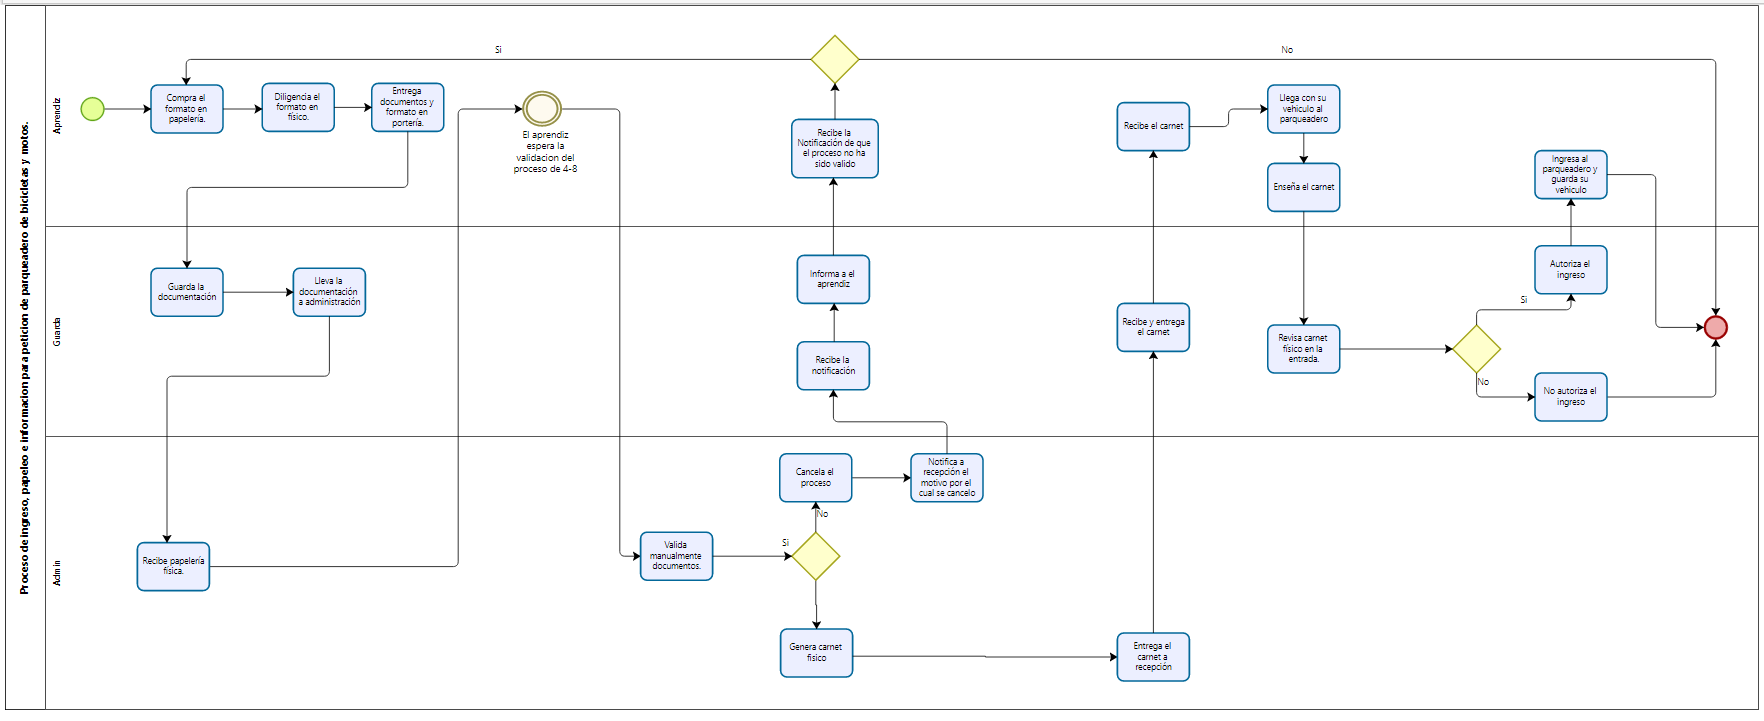 Proceso de ingreso, papeleo e informacion para peticion de parqueadero de bicicletas y motos.
Aprendiz
Si
No
Compra el
formato en
papelería.
Diligencia el
formato en
físico.
Entrega
documentos y
formato en
portería.
El aprendiz
espera la
validacion del
proceso de 4-8
Recibe la
Notificación de que
el proceso no ha
sido valido
Recibe el carnet
Llega con su
vehiculo al
parqueadero
Enseña el carnet
Ingresa al
parqueadero y
guarda su
vehiculo
Guarda
Guarda la
documentación
Lleva la
documentación
a administración
Informa a el
aprendiz
Recibe la
notificación
Recibe y entrega
el carnet
Revisa carnet
físico en la
entrada.
Si
Autoriza el
ingreso
No
No autoriza el
ingreso
Admin
Recibe papelería
física.
Valida
manualmente
documentos.
Si
No
Cancela el
proceso
Notifica a
recepción el
motivo por el
cual se cancelo
Genera carnet
fisico
Entrega el
carnet a
recepción